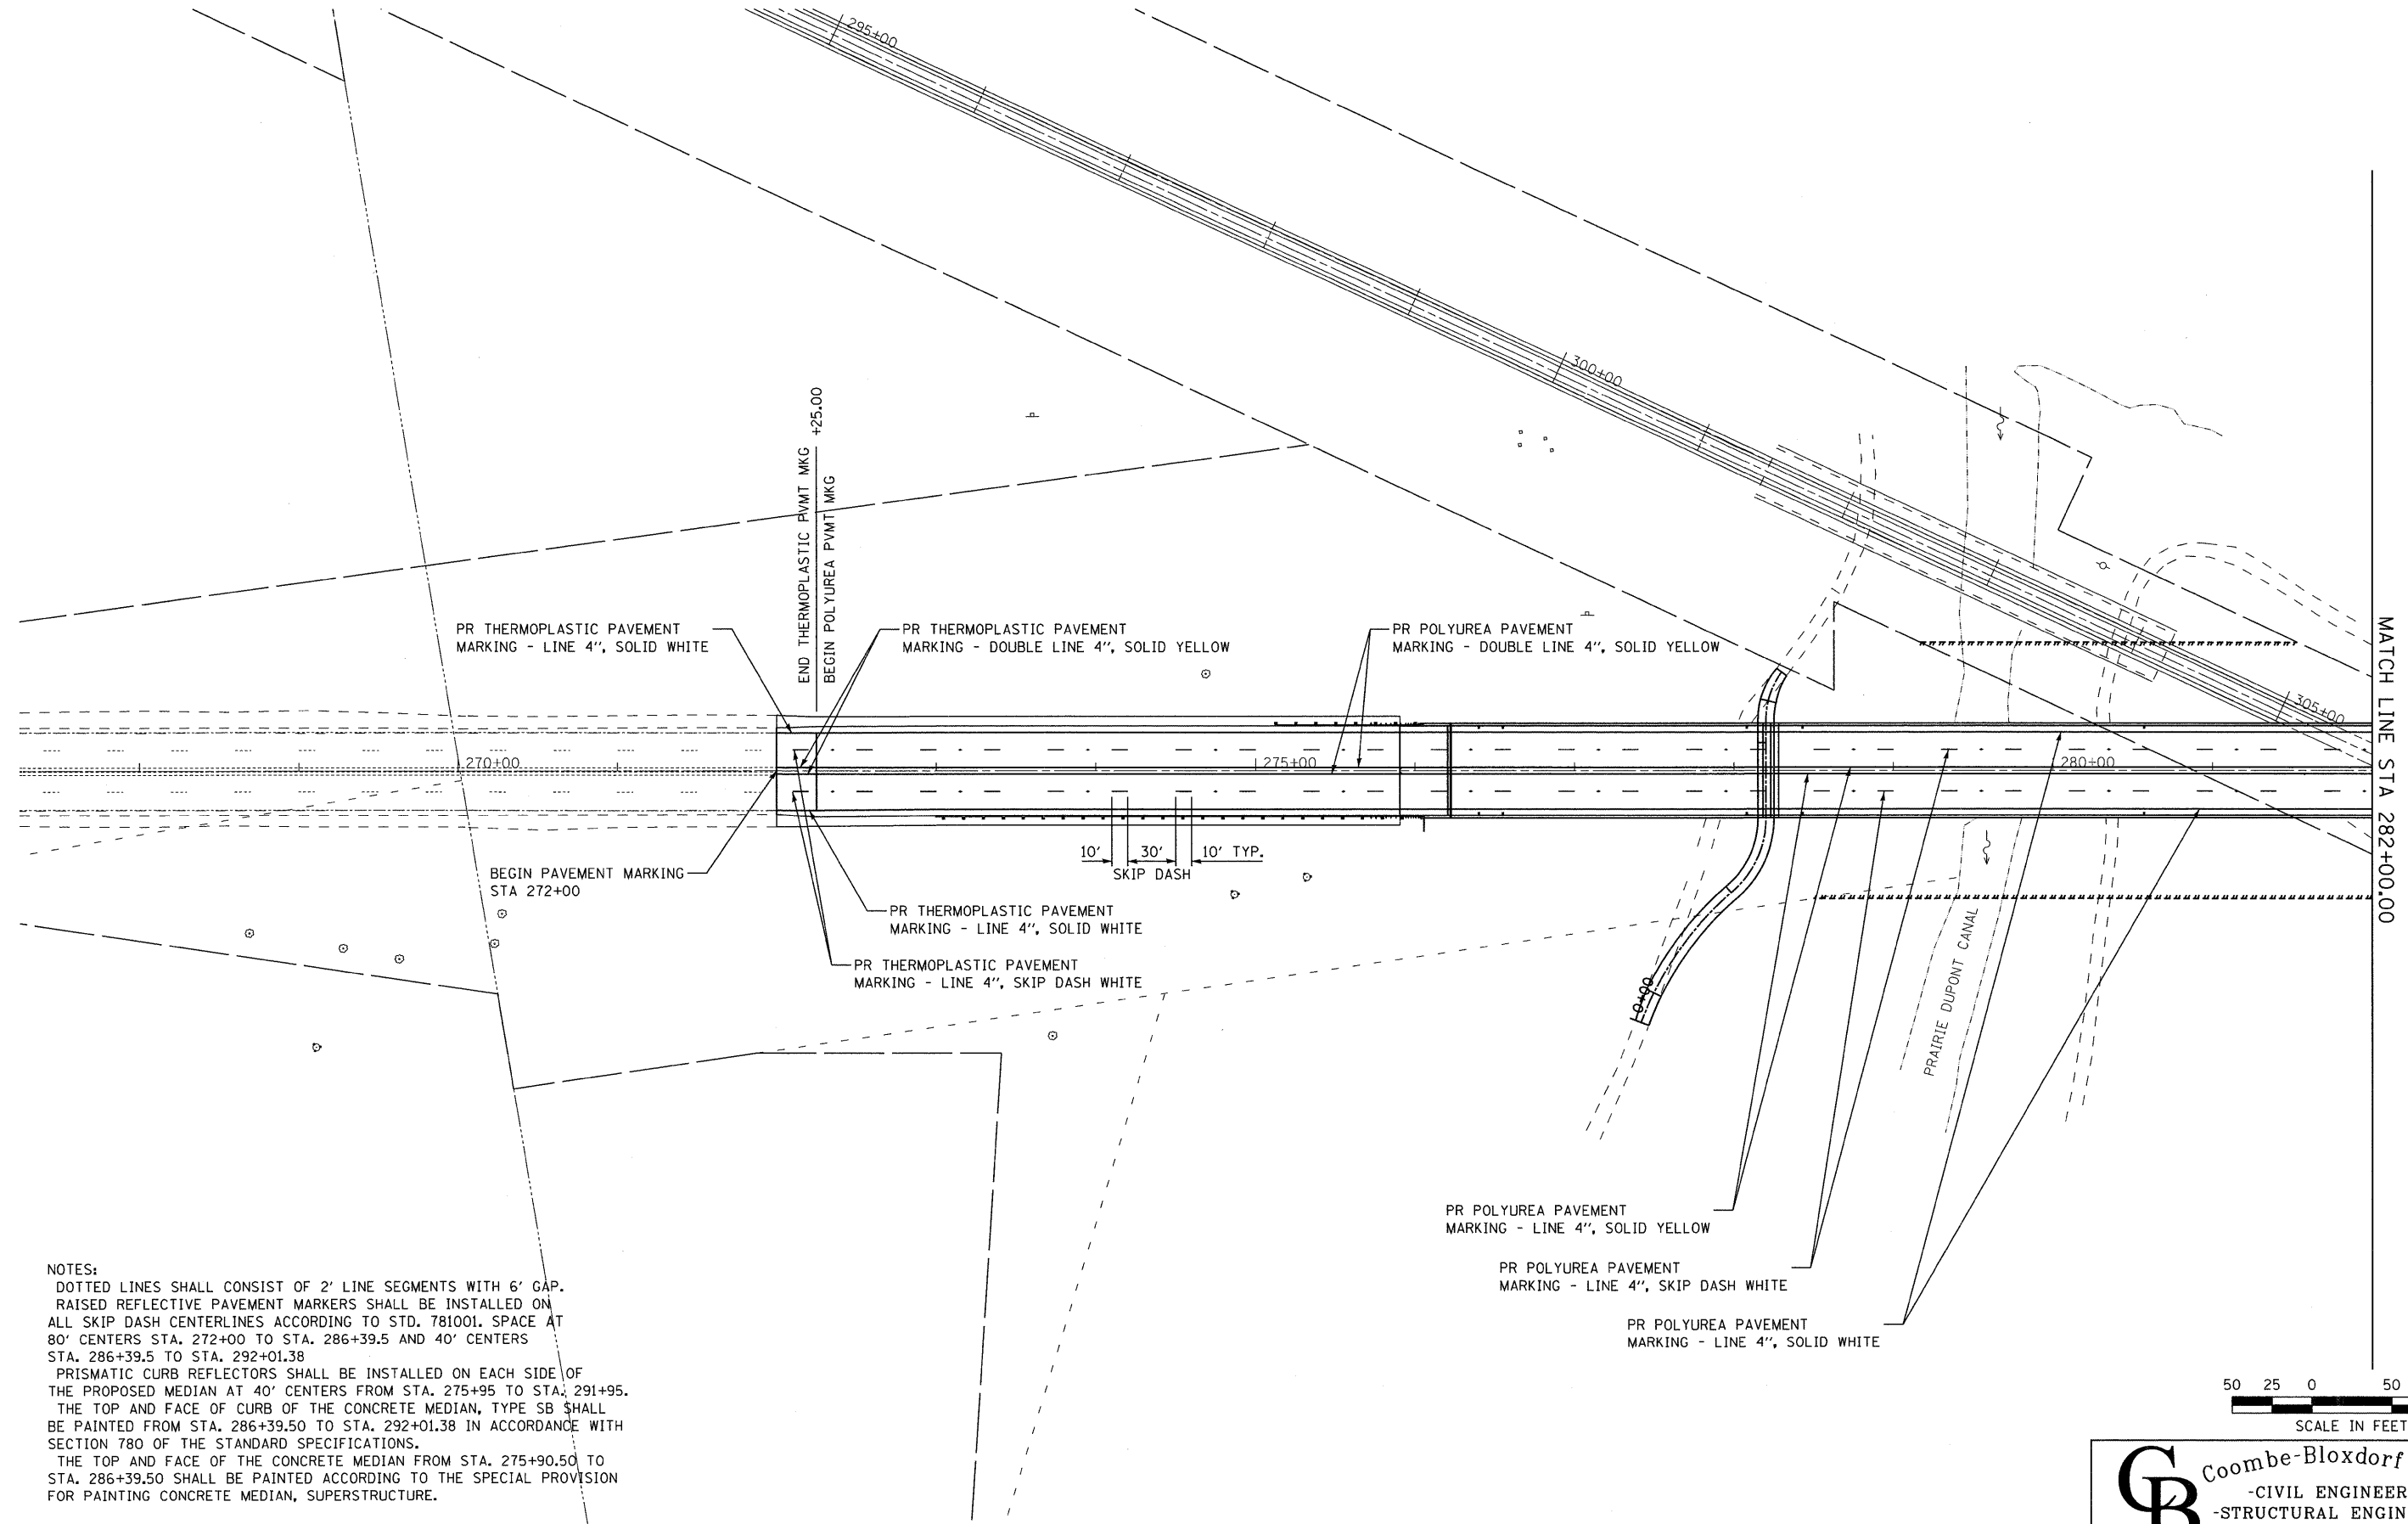 295+00
300+00
305+00
+25.00
END THERMOPLASTIC PVMT MKG
BEGIN POLYUREA PVMT MKG
PR THERMOPLASTIC PAVEMENT
MARKING - LINE 4", SOLID WHITE
PR THERMOPLASTIC PAVEMENT
MARKING - DOUBLE LINE 4", SOLID YELLOW
PR POLYUREA PAVEMENT
MARKING - DOUBLE LINE 4", SOLID YELLOW
MATCH LINE STA 282+00.00
270+00
275+00
280+00
10' 30' 10' TYP.
SKIP DASH
BEGIN PAVEMENT MARKING
STA 272+00
PR THERMOPLASTIC PAVEMENT
MARKING - LINE 4", SOLID WHITE
PR THERMOPLASTIC PAVEMENT
MARKING - LINE 4", SKIP DASH WHITE
0+00
PRAIRIE DUPONT CANAL
PR POLYUREA PAVEMENT
MARKING - LINE 4", SOLID YELLOW
PR POLYUREA PAVEMENT
MARKING - LINE 4", SKIP DASH WHITE
PR POLYUREA PAVEMENT
MARKING - LINE 4", SOLID WHITE
NOTES:
DOTTED LINES SHALL CONSIST OF 2' LINE SEGMENTS WITH 6' GAP.
RAISED REFLECTIVE PAVEMENT MARKERS SHALL BE INSTALLED ON
ALL SKIP DASH CENTERLINES ACCORDING TO STD. 781001. SPACE AT
80' CENTERS STA. 272+00 TO STA. 286+39.5 AND 40' CENTERS
STA. 286+39.5 TO STA. 292+01.38
PRISMATIC CURB REFLECTORS SHALL BE INSTALLED ON EACH SIDE OF
THE PROPOSED MEDIAN AT 40' CENTERS FROM STA. 275+95 TO STA. 291+95.
THE TOP AND FACE OF CURB OF THE CONCRETE MEDIAN, TYPE SB SHALL
BE PAINTED FROM STA. 286+39.50 TO STA. 292+01.38 IN ACCORDANCE WITH
SECTION 780 OF THE STANDARD SPECIFICATIONS.
THE TOP AND FACE OF THE CONCRETE MEDIAN FROM STA. 275+90.50 TO
STA. 286+39.50 SHALL BE PAINTED ACCORDING TO THE SPECIAL PROVISION
FOR PAINTING CONCRETE MEDIAN, SUPERSTRUCTURE.
50 25 0 50
SCALE IN FEET
CB
Coombe-Bloxdorf
-CIVIL ENGINEER
-STRUCTURAL ENGIN